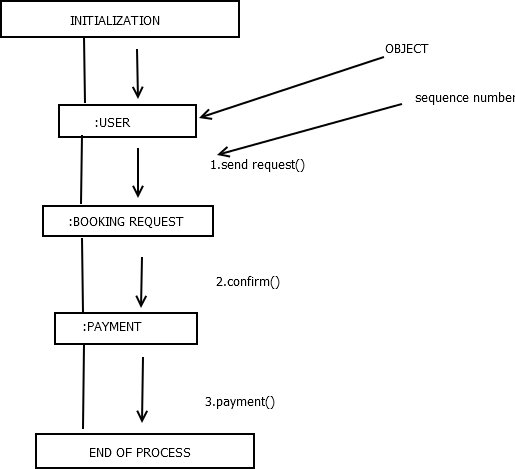 INITIALIZATION
OBJECT
sequence number
:USER
1.send request()
:BOOKING REQUEST
2.confirm()
:PAYMENT
3.payment()
END OF PROCESS